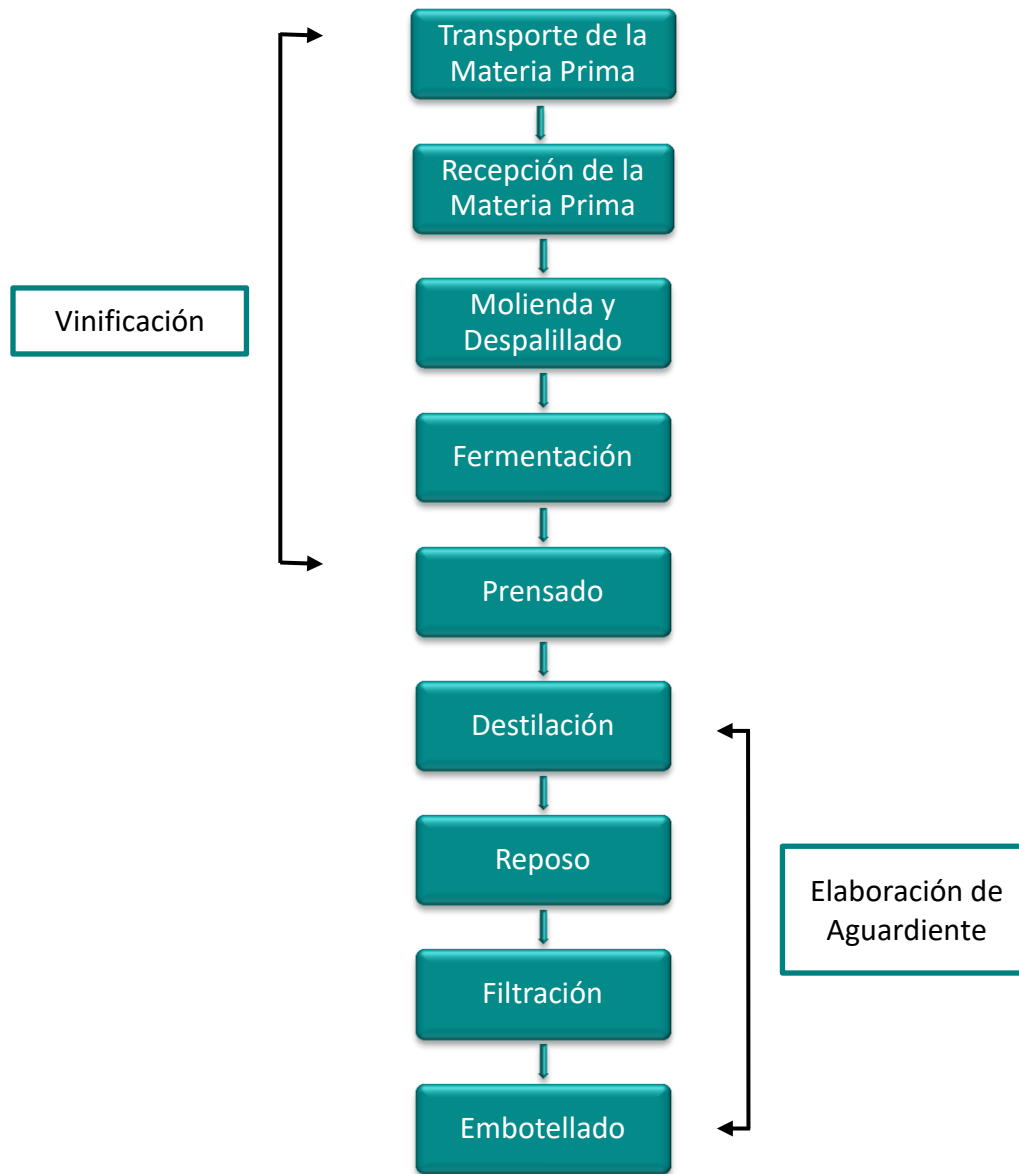 Transporte de la
Materia Prima
Recepción de la
Materia Prima
Molienda y
Despalillado
Vinificación
Fermentación
Prensado
Destilación
Reposo
Elaboración de
Aguardiente
Filtración
Embotellado